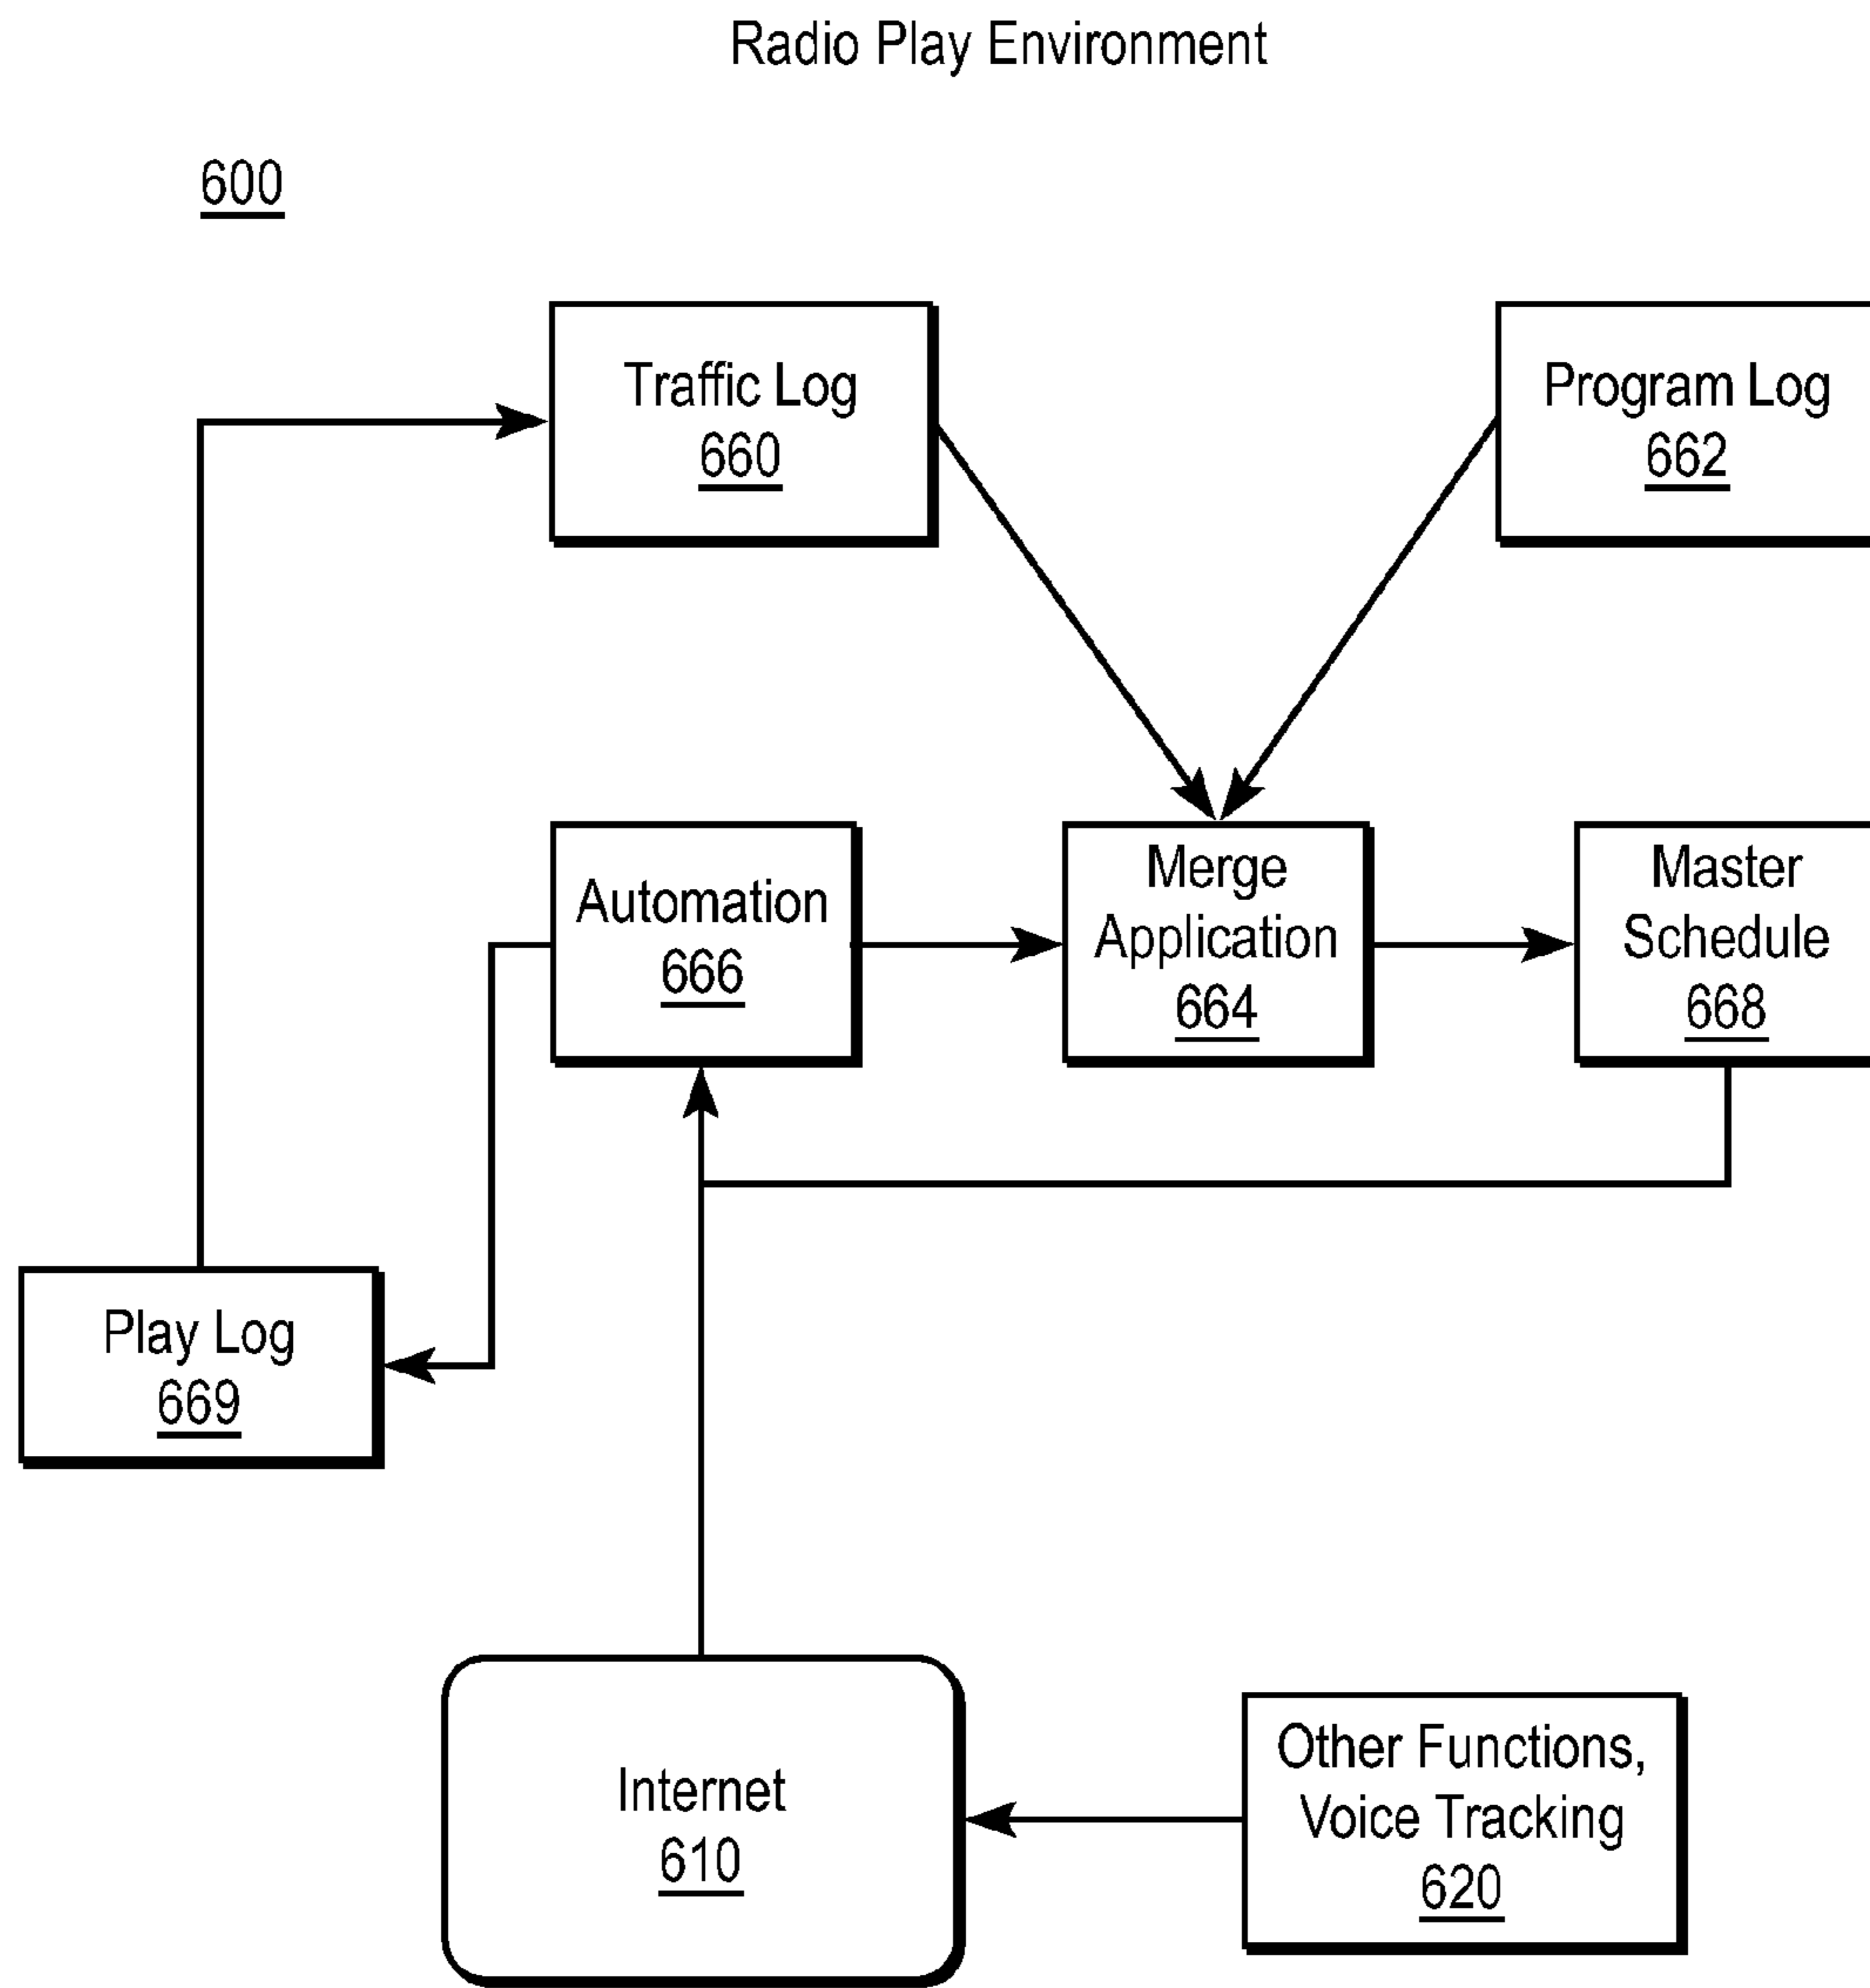 Radio Play Environment
600
Traffic Log
660
Program Log
662
Automation
666
Merge
Application
664
Master
Schedule
668
Play Log
669
Internet
610
Other Functions,
Voice Tracking
620